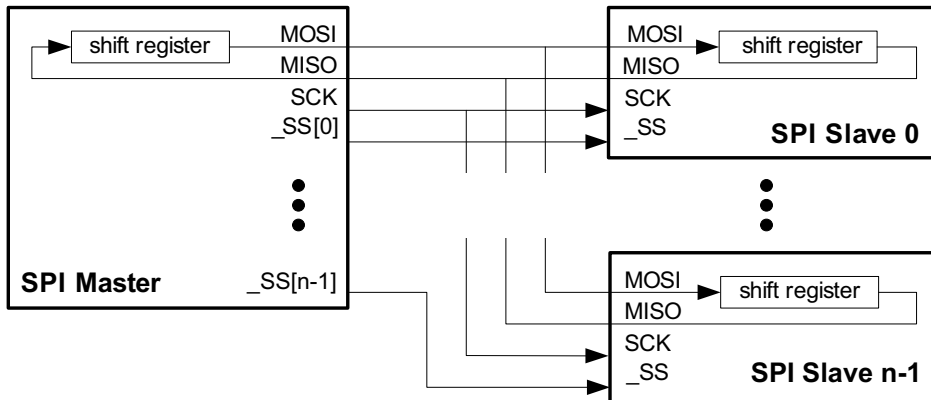 shift register
MOSI
MISO
SCK
_SS[0]
SPI Master
_SS[n-1]
MOSI
shift register
MISO
SCK
_SS
SPI Slave 0
MOSI
shift register
MISO
SCK
_SS
SPI Slave n-1